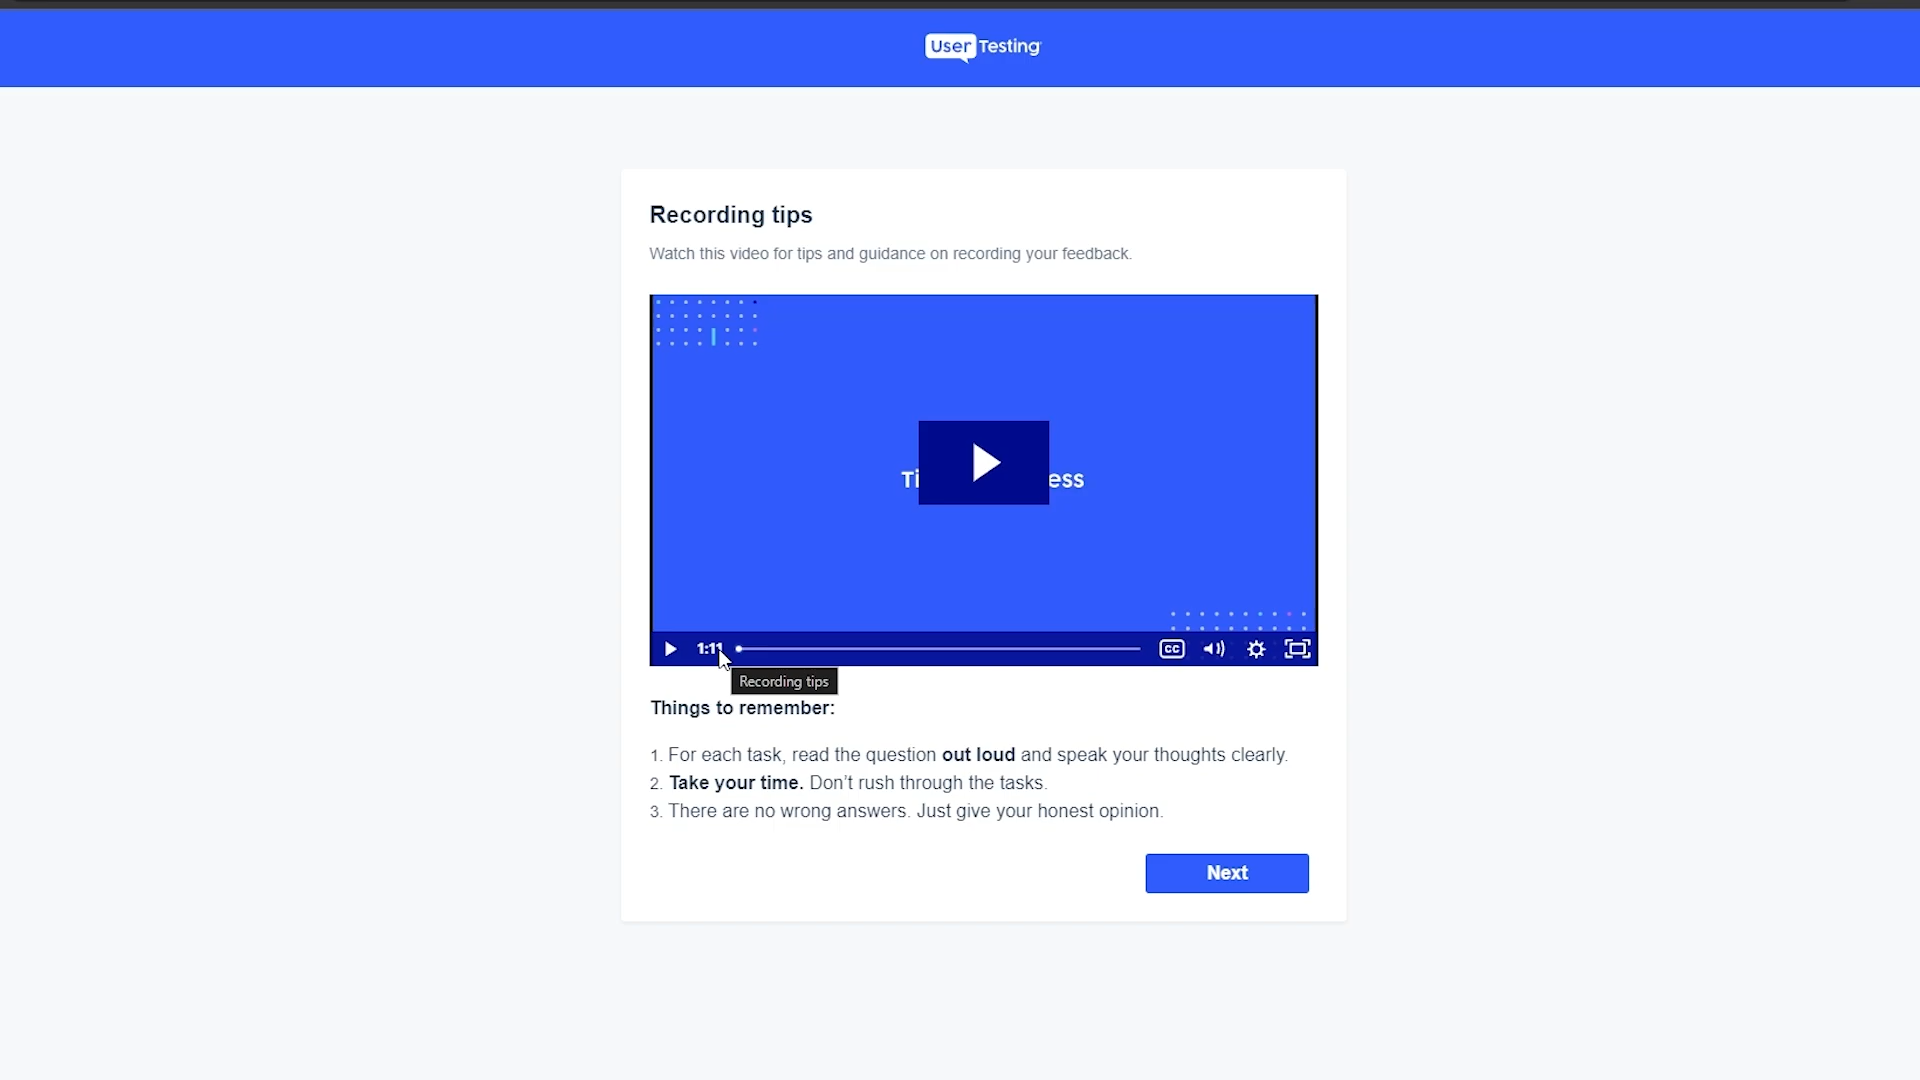 User Testing
Recording tips
Watch this video for tips and guidance on recording your feedback.
1:11
CC
Recording tips
Things to remember:
1. For each task, read the question out loud and speak your thoughts clearly.
2. Take your time. Don’t rush through the tasks.
3. There are no wrong answers. Just give your honest opinion.
Next